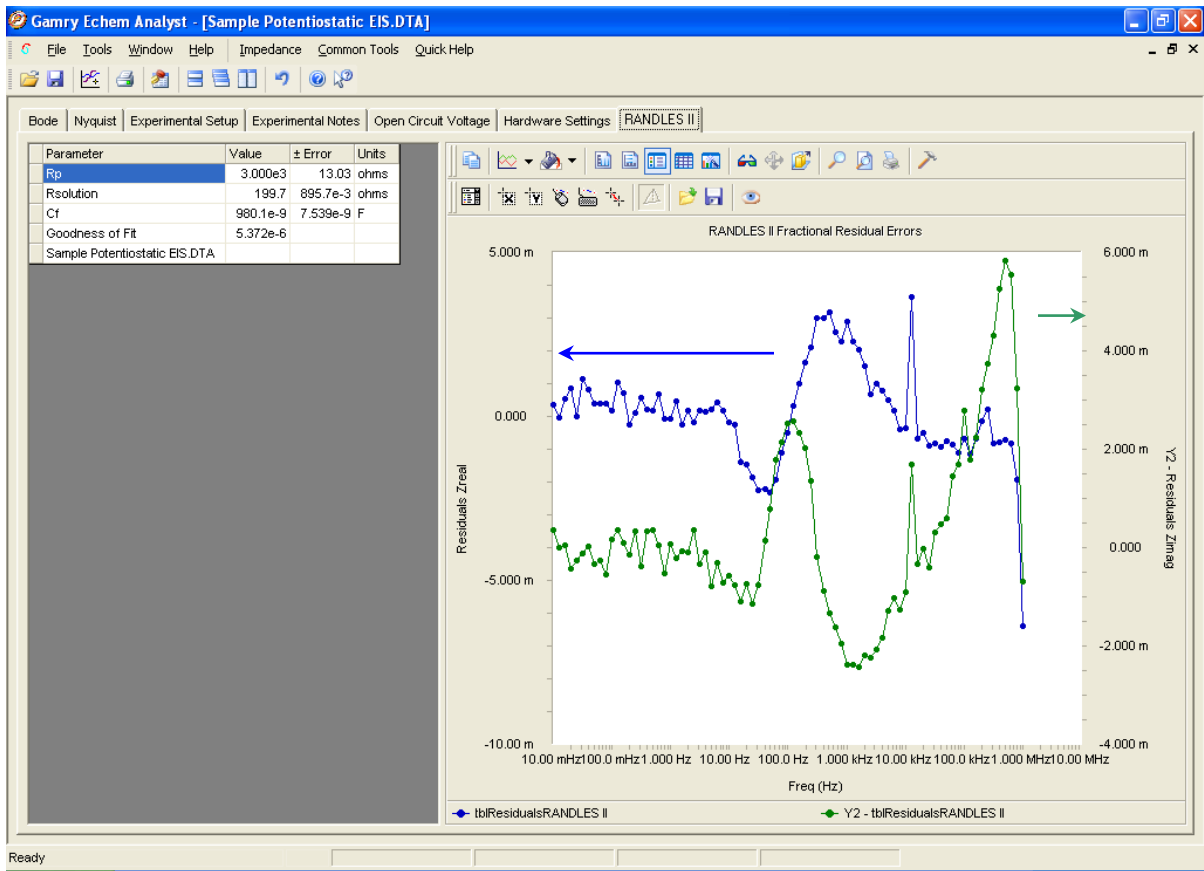 Gamry Echem Analyst - [Sample Potentiostatic EIS.DTA]
File Tools Window Help Impedance Common Tools Quick Help
Bode Nyquist Experimental Setup Experimental Notes Open Circuit Voltage Hardware Settings RANDLES II
Parameter Value ± Error Units
Rp 3.000e3 13.03 ohms
Rsolution 199.7 895.7e-3 ohms
Cf 980.1e-9 7.539e-9 F
Goodness of Fit 5.372e-6
Sample Potentiostatic EIS.DTA
RANDLES II Fractional Residual Errors
5.000 m
0.000
-5.000 m
-10.00 m
Residuals Zreal
6.000 m
4.000 m
2.000 m
0.000
-2.000 m
-4.000 m
Y2 - Residuals Zimag
10.00 mHz 100.0 mHz 1.000 Hz 10.00 Hz 100.0 Hz 1.000 kHz 10.00 kHz 100.0 kHz 1.000 MHz 10.00 MHz
Freq (Hz)
tblResidualsRANDLES II Y2 - tblResidualsRANDLES II
Ready